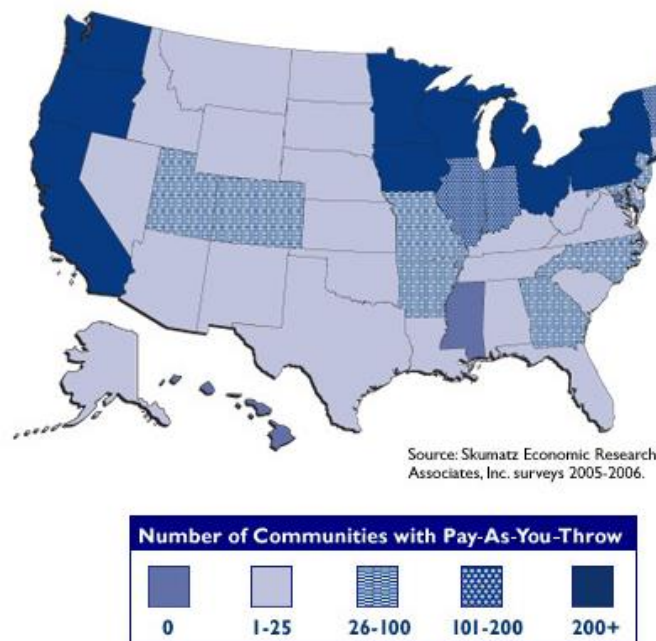 Source: Skumatz Economic Research
Associates, Inc. surveys 2005-2006.
Number of Communities with Pay-As-You-Throw
0 1-25 26-100 101-200 200+